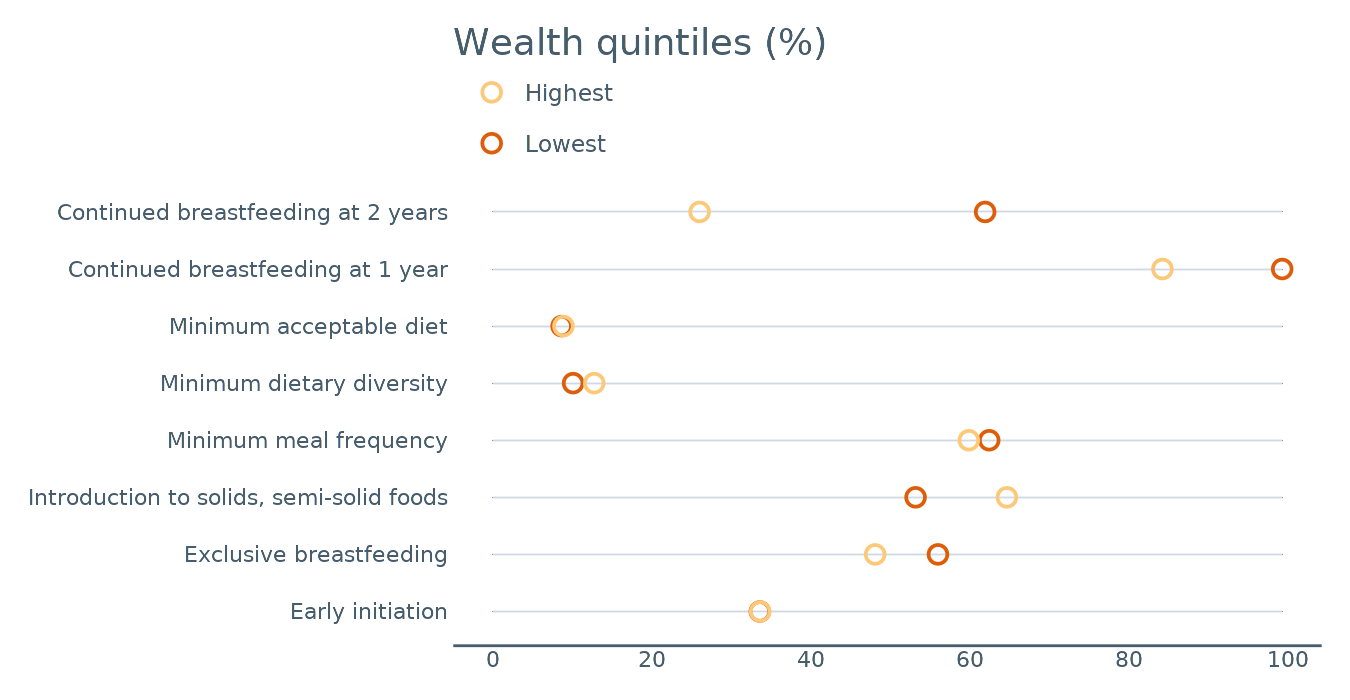 Wealth quintiles (%)
Highest
Lowest
Continued breastfeeding at 2 years
Continued breastfeeding at 1 year
Minimum acceptable diet
Minimum dietary diversity
Minimum meal frequency
Introduction to solids, semi-solid foods
Exclusive breastfeeding
Early initiation
0 20 40 60 80 100